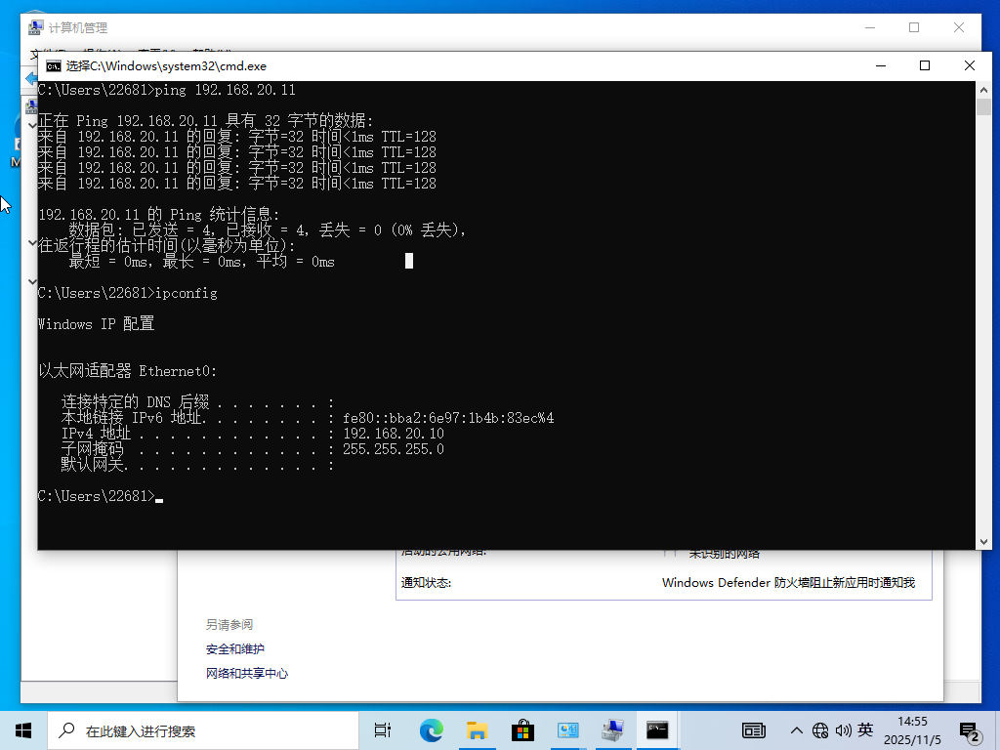 计算机管理
选择C:\Windows\system32\cmd.exe
C:\Users\22681>ping 192.168.20.11
正在 Ping 192.168.20.11 具有 32 字节的数据:
来自 192.168.20.11 的回复: 字节=32 时间<1ms TTL=128
来自 192.168.20.11 的回复: 字节=32 时间<1ms TTL=128
来自 192.168.20.11 的回复: 字节=32 时间<1ms TTL=128
来自 192.168.20.11 的回复: 字节=32 时间<1ms TTL=128
192.168.20.11 的 Ping 统计信息:
数据包: 已发送 = 4, 已接收 = 4, 丢失 = 0 (0% 丢失),
往返行程的估计时间(以毫秒为单位):
最短 = 0ms, 最长 = 0ms, 平均 = 0ms
C:\Users\22681>ipconfig
Windows IP 配置
以太网适配器 Ethernet0:
连接特定的 DNS 后缀 . . . . . . . :
本地链接 IPv6 地址. . . . . . . . : fe80::bba2:6e97:1b4b:83ec%4
IPv4 地址 . . . . . . . . . . . . : 192.168.20.10
子网掩码 . . . . . . . . . . . . : 255.255.255.0
默认网关. . . . . . . . . . . . . :
C:\Users\22681>
活动的公用网络: 未识别的网络
通知状态: Windows Defender 防火墙阻止新应用时通知我
另请参阅
安全和维护
网络和共享中心
在此键入进行搜索
英
14:55
2025/11/5
2